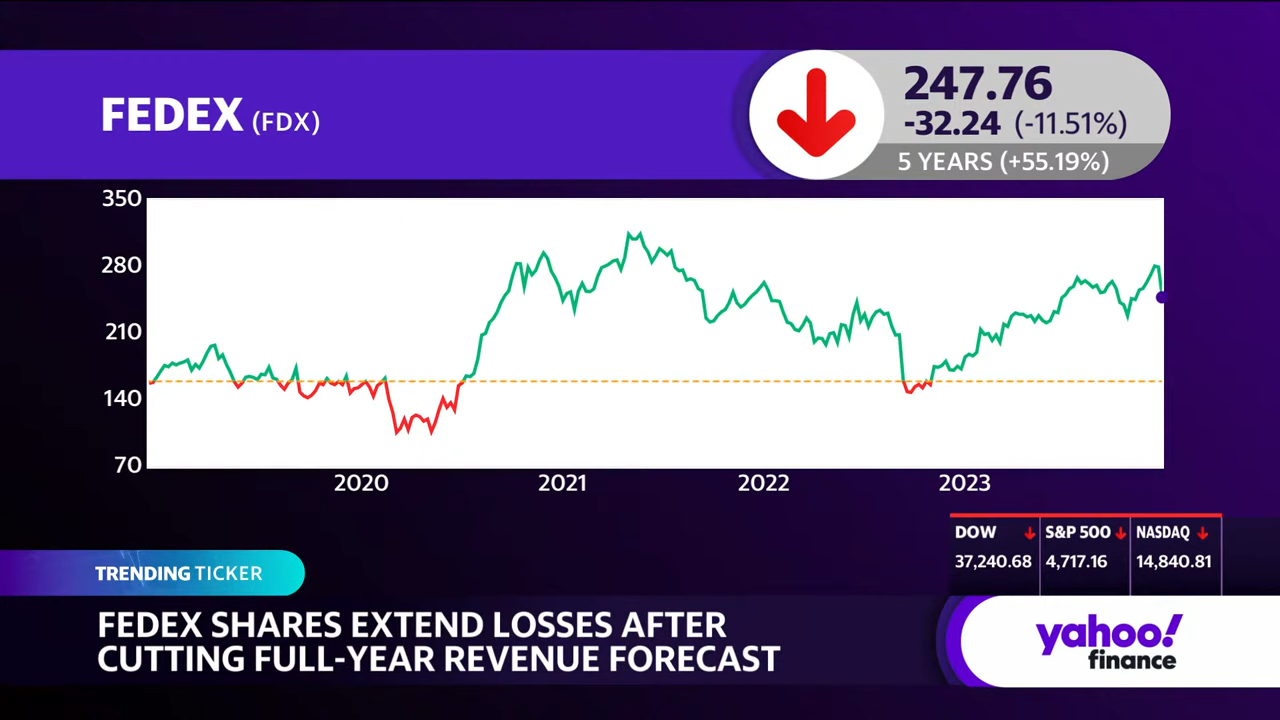 FEDEX (FDX)
247.76
-32.24 (-11.51%)
5 YEARS (+55.19%)
350
280
210
140
70
2020 2021 2022 2023
DOW S&P 500 NASDAQ
37,240.68 4,717.16 14,840.81
TRENDING TICKER
FEDEX SHARES EXTEND LOSSES AFTER
CUTTING FULL-YEAR REVENUE FORECAST
yahoo!
finance